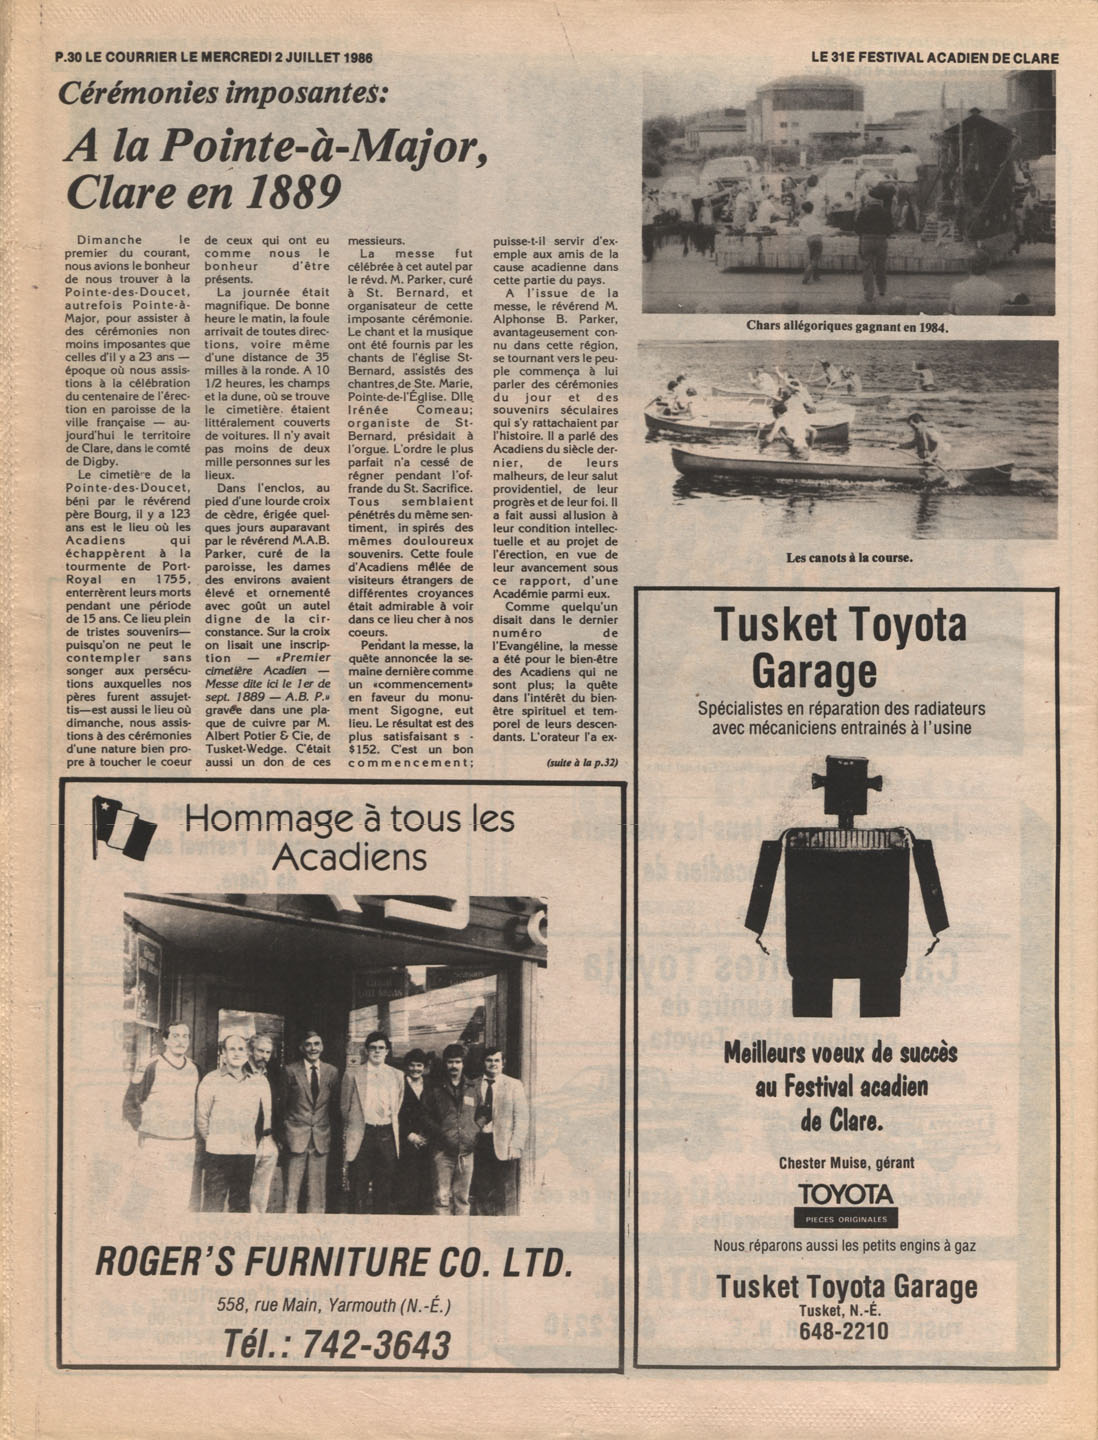 P.30 LE COURRIER LE MERCREDI 2 JUILLET 1986
LE 31E FESTIVAL ACADIEN DE CLARE
Cérémonies imposantes:
A la Pointe-à-Major,
Clare en 1889
Dimanche le
premier du courant,
nous avions le bonheur
de nous trouver à la
Pointe-des-Doucet,
autrefois Pointe-à-
Major, pour assister à
des cérémonies non
moins imposantes que
celles d'il y a 23 ans —
époque où nous assis-
tions à la célébration
du centenaire de l'érec-
tion en paroisse de la
ville française — au-
jourd'hui le territoire
de Clare, dans le comté
de Digby.
Le cimetière de la
Pointe-des-Doucet,
béni par le révérend
père Bourg, il y a 123
ans est le lieu où les
Acadiens qui
échappèrent à la
tourmente de Port-
Royal en 1755,
enterrèrent leurs morts
pendant une période
de 15 ans. Ce lieu plein
de tristes souvenirs—
puisqu'on ne peut le
contempler sans
songer aux persécu-
tions auxquelles nos
pères furent assujet-
tis—est aussi le lieu où
dimanche, nous assis-
tions à des cérémonies
d'une nature bien pro-
pre à toucher le coeur
de ceux qui ont eu
comme nous le
bonheur d'être
présents.
La journée était
magnifique. De bonne
heure le matin, la foule
arrivait de toutes direc-
tions, voire même
d'une distance de 35
milles à la ronde. A 10
1/2 heures, les champs
et la dune, où se trouve
le cimetière. étaient
littéralement couverts
de voitures. Il n'y avait
pas moins de deux
mille personnes sur les
lieux.
Dans l'enclos, au
pied d'une lourde croix
de cèdre, érigée quel-
ques jours auparavant
par le révérend M.A.B.
Parker, curé de la
paroisse, les dames
des environs avaient
élevé et ornementé
avec goût un autel
digne de la cir-
constance. Sur la croix
on lisait une inscrip-
tion — «Premier
cimetière Acadien —
Messe dite ici le 1er de
sept. 1889 — A.B. P.»
gravée dans une pla-
que de cuivre par M.
Albert Potier & Cie, de
Tusket-Wedge. C'était
aussi un don de ces
messieurs.
La messe fut
célébrée à cet autel par
le révd. M. Parker, curé
à St. Bernard, et
organisateur de cette
imposante cérémonie.
Le chant et la musique
ont été fournis par les
chants de l'église St-
Bernard, assistés des
chantres de Ste. Marie,
Pointe-de-l'Église. Dlle
Irénée Comeau;
organiste de St-
Bernard, présidait à
l'orgue. L'ordre le plus
parfait n'a cessé de
régner pendant l'of-
frande du St. Sacrifice.
Tous semblaient
pénétrés du même sen-
timent, in spirés des
mêmes douloureux
souvenirs. Cette foule
d'Acadiens mêlée de
visiteurs étrangers de
différentes croyances
était admirable à voir
dans ce lieu cher à nos
coeurs.
Pendant la messe, la
quête annoncée la se-
maine dernière comme
un «commencement»
en faveur du monu-
ment Sigogne, eut
lieu. Le résultat est des
plus satisfaisant s -
$152. C'est un bon
commencement;
puisse-t-il servir d'ex-
emple aux amis de la
cause acadienne dans
cette partie du pays.
A l'issue de la
messe, le révérend M.
Alphonse B. Parker,
avantageusement con-
nu dans cette région,
se tournant vers le peu-
ple commença à lui
parler des cérémonies
du jour et des
souvenirs séculaires
qui s'y rattachaient par
l'histoire. Il a parlé des
Acadiens du siècle der-
nier, de leurs
malheurs, de leur salut
providentiel, de leur
progrès et de leur foi. Il
a fait aussi allusion à
leur condition intellec-
tuelle et au projet de
l'érection, en vue de
leur avancement sous
ce rapport, d'une
Académie parmi eux.
Comme quelqu'un
disait dans le dernier
numéro de
l'Evangéline, la messe
a été pour le bien-être
des Acadiens qui ne
sont plus; la quête
dans l'intérêt du bien-
être spirituel et tem-
porel de leurs descen-
dants. L'orateur l'a ex-
(suite à la p.32)
Chars allégoriques gagnant en 1984.
Les canots à la course.
Hommage à tous les
Acadiens
ROGER'S FURNITURE CO. LTD.
558, rue Main, Yarmouth (N.-É.)
Tél.: 742-3643
Tusket Toyota
Garage
Spécialistes en réparation des radiateurs
avec mécaniciens entrainés à l'usine
Meilleurs voeux de succès
au Festival acadien
de Clare.
Chester Muise, gérant
TOYOTA
PIECES ORIGINALES
Nous réparons aussi les petits engins à gaz
Tusket Toyota Garage
Tusket, N.-É.
648-2210